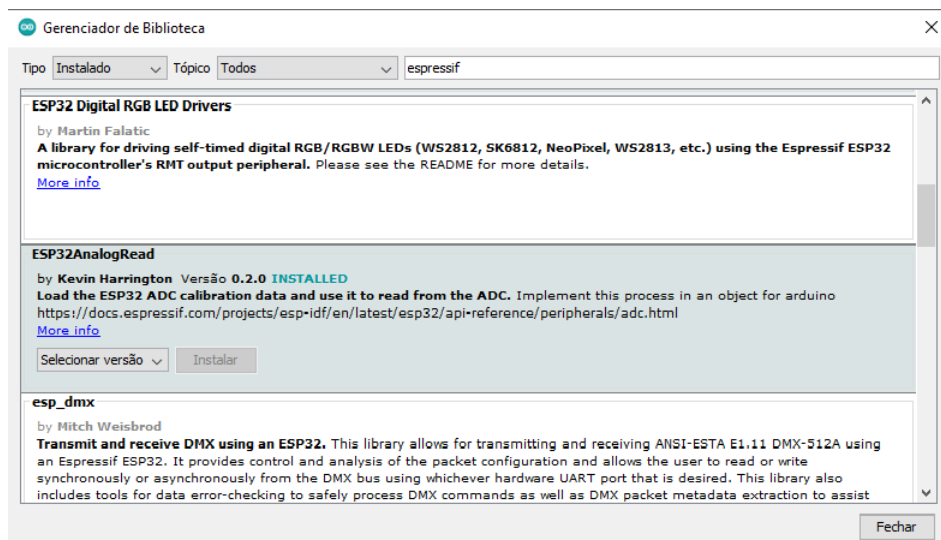 Gerenciador de Biblioteca
Tipo Instalado Tópico Todos espressif
ESP32 Digital RGB LED Drivers
by Martin Falatic
A library for driving self-timed digital RGB/RGBW LEDs (WS2812, SK6812, NeoPixel, WS2813, etc.) using the Espressif ESP32
microcontroller's RMT output peripheral. Please see the README for more details.
More info
ESP32AnalogRead
by Kevin Harrington Versão 0.2.0 INSTALLED
Load the ESP32 ADC calibration data and use it to read from the ADC. Implement this process in an object for arduino
https://docs.espressif.com/projects/esp-idf/en/latest/esp32/api-reference/peripherals/adc.html
More info
Selecionar versão Instalar
esp_dmx
by Mitch Weisbrod
Transmit and receive DMX using an ESP32. This library allows for transmitting and receiving ANSI-ESTA E1.11 DMX-512A using
an Espressif ESP32. It provides control and analysis of the packet configuration and allows the user to read or write
synchronously or asynchronously from the DMX bus using whichever hardware UART port that is desired. This library also
includes tools for data error-checking to safely process DMX commands as well as DMX packet metadata extraction to assist
Fechar